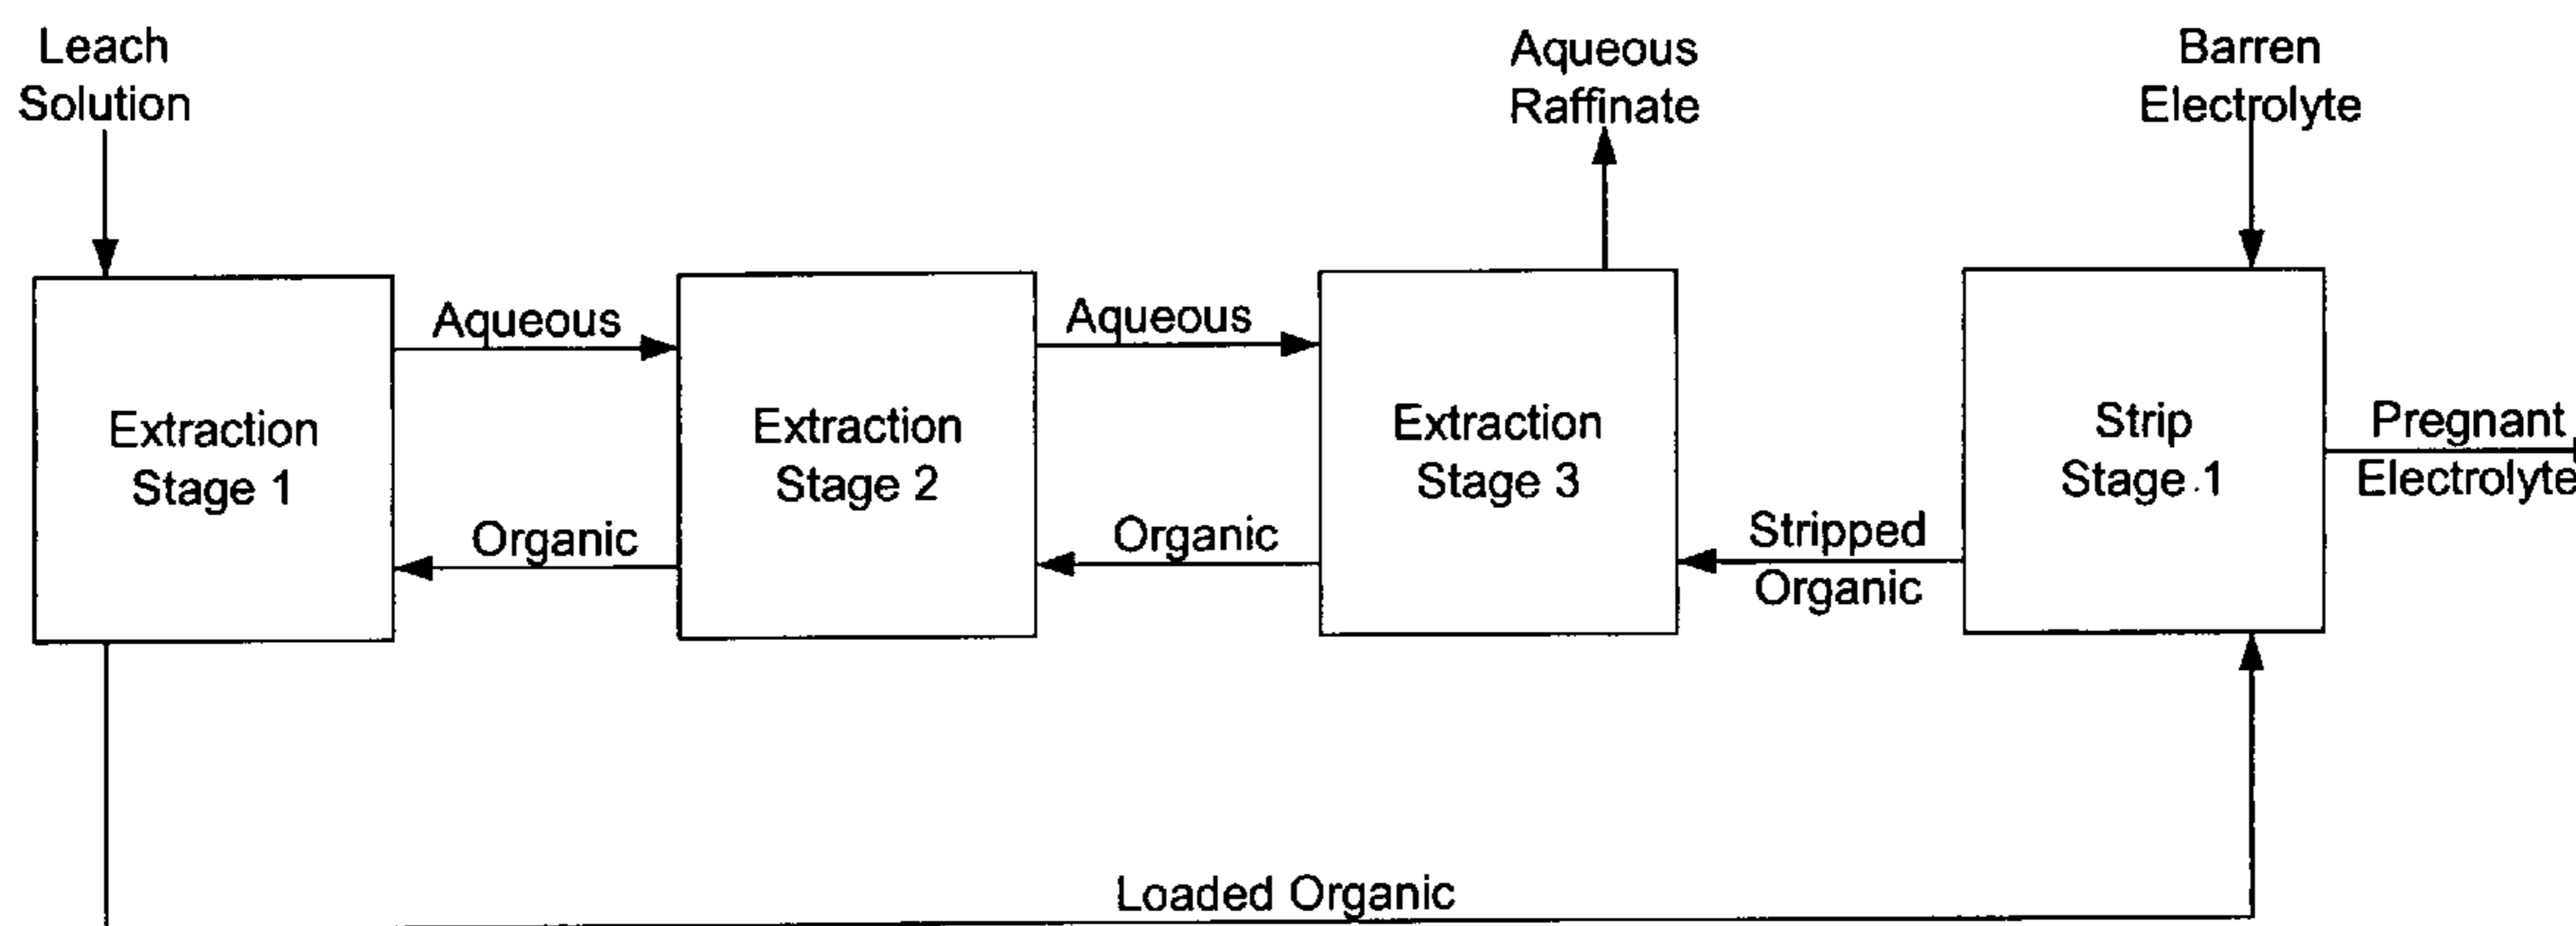 Leach
Solution
Aqueous
Raffinate
Barren
Electrolyte
Aqueous
Aqueous
Extraction
Stage 1
Extraction
Stage 2
Extraction
Stage 3
Strip
Stage 1
Pregnant
Electrolyte
Organic
Organic
Stripped
Organic
Loaded Organic